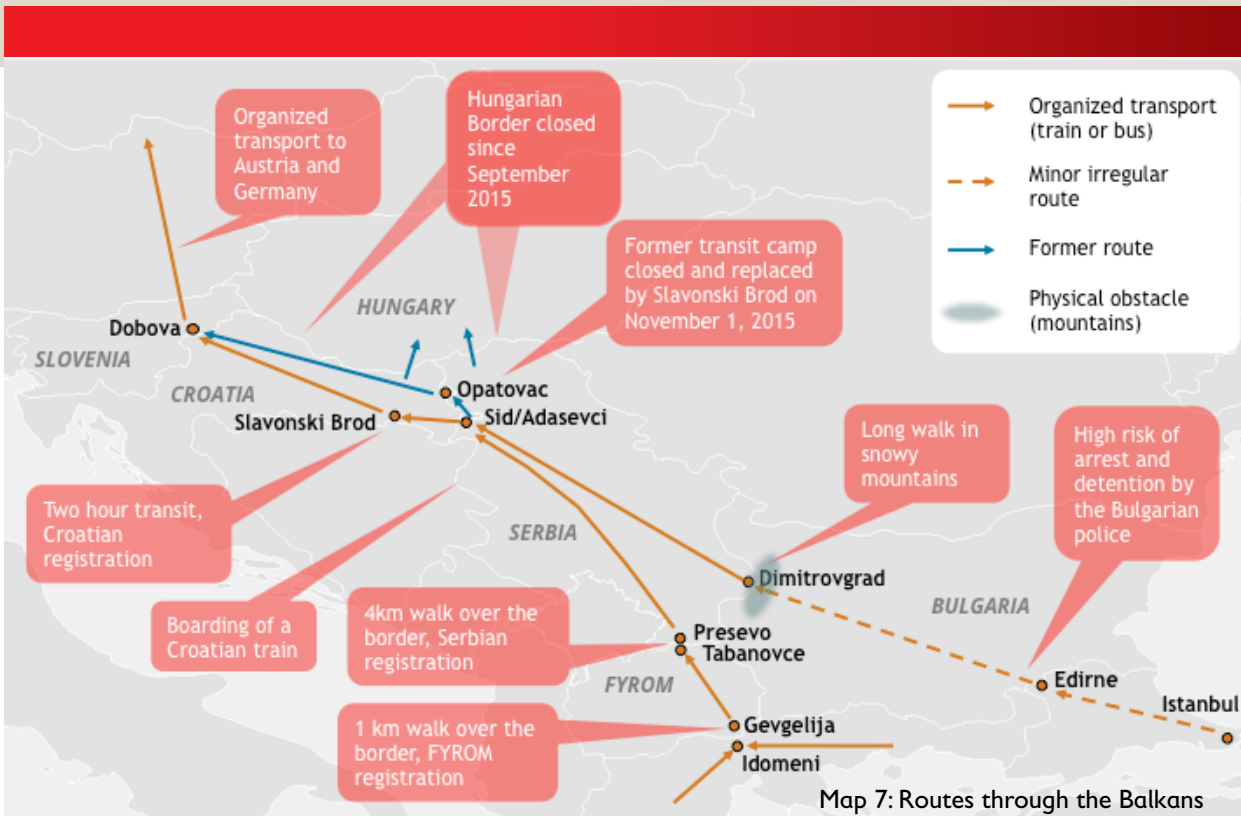 Organized
transport to
Austria and
Germany
Hungarian
Border closed
since
September
2015
Organized transport
(train or bus)
Minor irregular
route
Former route
Physical obstacle
(mountains)
Former transit camp
closed and replaced
by Slavonski Brod on
November 1, 2015
HUNGARY
Dobova
SLOVENIA
CROATIA
Opatovac
Slavonski Brod
Sid/Adasevci
Long walk in
snowy
mountains
High risk of
arrest and
detention by
the Bulgarian
police
Two hour transit,
Croatian
registration
SERBIA
Dimitrovgrad
BULGARIA
Boarding of a
Croatian train
4km walk over the
border, Serbian
registration
Presevo
Tabanovce
FYROM
Edirne
Istanbul
1 km walk over the
border, FYROM
registration
Gevgelija
Idomeni
Map 7: Routes through the Balkans